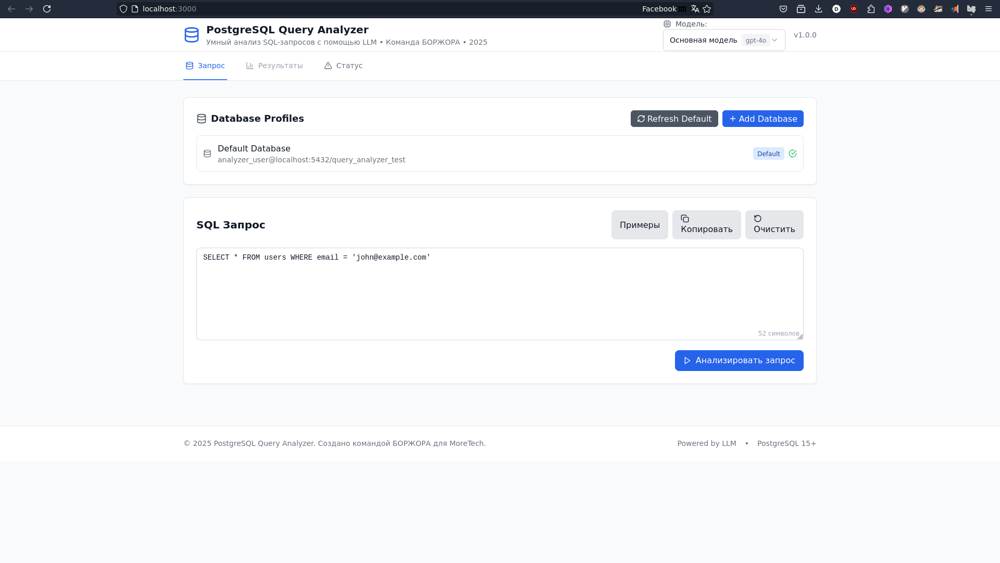 localhost:3000
Facebook
PostgreSQL Query Analyzer
Умный анализ SQL-запросов с помощью LLM • Команда БОРЖОРА • 2025
Модель:
Основная модель gpt-4o
v1.0.0
Запрос
Результаты
Статус
Database Profiles
Refresh Default
Add Database
Default Database
analyzer_user@localhost:5432/query_analyzer_test
Default
SQL Запрос
Примеры
Копировать
Очистить
SELECT * FROM users WHERE email = 'john@example.com'
52 символов
Анализировать запрос
© 2025 PostgreSQL Query Analyzer. Создано командой БОРЖОРА для MoreTech.
Powered by LLM • PostgreSQL 15+